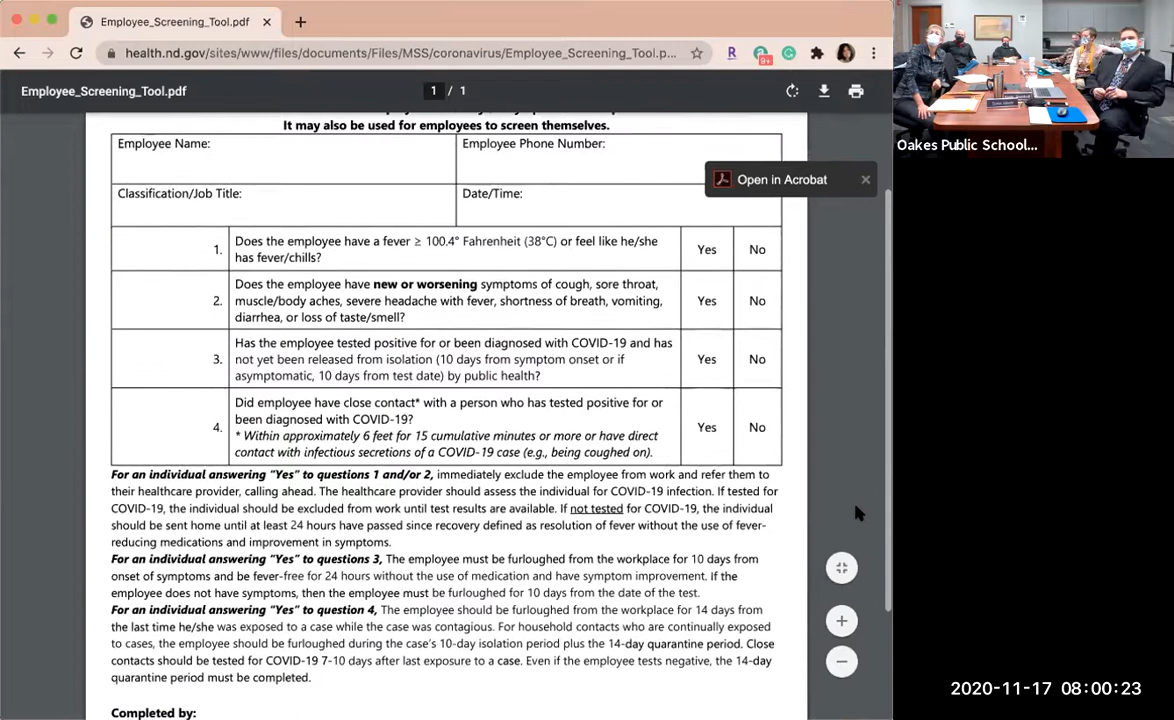 Employee_Screening_Tool.pdf
health.nd.gov/sites/www/files/documents/Files/MSS/coronavirus/Employee_Screening_Tool.p...
R
9+
Employee_Screening_Tool.pdf
1 / 1
Open in Acrobat
It may also be used for employees to screen themselves.
Employee Name:
Employee Phone Number:
Classification/Job Title:
Date/Time:
1. Does the employee have a fever ≥ 100.4° Fahrenheit (38°C) or feel like he/she
has fever/chills?
Yes No
2. Does the employee have new or worsening symptoms of cough, sore throat,
muscle/body aches, severe headache with fever, shortness of breath, vomiting,
diarrhea, or loss of taste/smell?
Yes No
3. Has the employee tested positive for or been diagnosed with COVID-19 and has
not yet been released from isolation (10 days from symptom onset or if
asymptomatic, 10 days from test date) by public health?
Yes No
4. Did employee have close contact* with a person who has tested positive for or
been diagnosed with COVID-19?
* Within approximately 6 feet for 15 cumulative minutes or more or have direct
contact with infectious secretions of a COVID-19 case (e.g., being coughed on).
Yes No
For an individual answering "Yes" to questions 1 and/or 2, immediately exclude the employee from work and refer them to
their healthcare provider, calling ahead. The healthcare provider should assess the individual for COVID-19 infection. If tested for
COVID-19, the individual should be excluded from work until test results are available. If not tested for COVID-19, the individual
should be sent home until at least 24 hours have passed since recovery defined as resolution of fever without the use of fever-
reducing medications and improvement in symptoms.
For an individual answering "Yes" to questions 3, The employee must be furloughed from the workplace for 10 days from
onset of symptoms and be fever-free for 24 hours without the use of medication and have symptom improvement. If the
employee does not have symptoms, then the employee must be furloughed for 10 days from the date of the test.
For an individual answering "Yes" to question 4, The employee should be furloughed from the workplace for 14 days from
the last time he/she was exposed to a case while the case was contagious. For household contacts who are continually exposed
to cases, the employee should be furloughed during the case's 10-day isolation period plus the 14-day quarantine period. Close
contacts should be tested for COVID-19 7-10 days after last exposure to a case. Even if the employee tests negative, the 14-day
quarantine period must be completed.
Completed by:
Oakes Public School...
2020-11-17 08:00:23